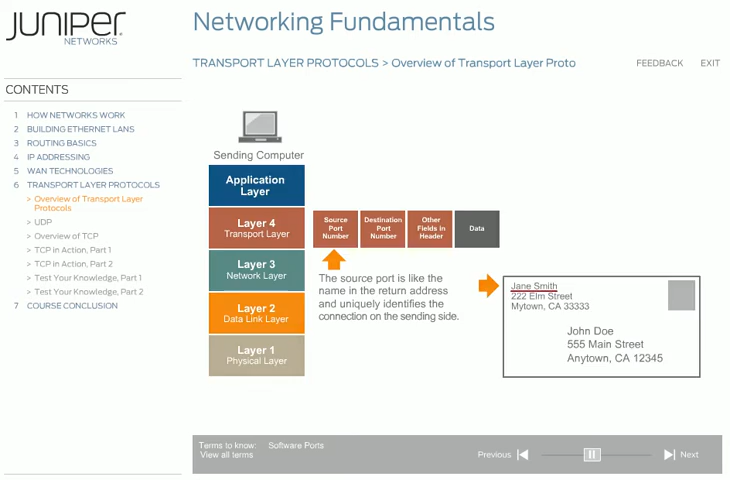 JUNIPER
NETWORKS
Networking Fundamentals
TRANSPORT LAYER PROTOCOLS > Overview of Transport Layer Proto
FEEDBACK
EXIT
CONTENTS
1 HOW NETWORKS WORK
2 BUILDING ETHERNET LANS
3 ROUTING BASICS
4 IP ADDRESSING
5 WAN TECHNOLOGIES
6 TRANSPORT LAYER PROTOCOLS
> Overview of Transport Layer
Protocols
> UDP
> Overview of TCP
> TCP in Action, Part 1
> TCP in Action, Part 2
> Test Your Knowledge, Part 1
> Test Your Knowledge, Part 2
7 COURSE CONCLUSION
Sending Computer
Application
Layer
Layer 4
Transport Layer
Layer 3
Network Layer
Layer 2
Data Link Layer
Layer 1
Physical Layer
Source
Port
Number
Destination
Port
Number
Other
Fields in
Header
Data
The source port is like the
name in the return address
and uniquely identifies the
connection on the sending side.
Jane Smith
222 Elm Street
Mytown, CA 33333
John Doe
555 Main Street
Anytown, CA 12345
Terms to know: Software Ports
View all terms
Previous
Next